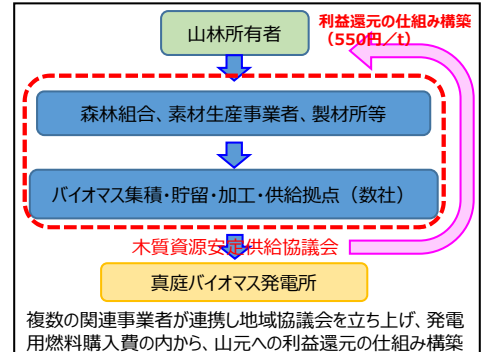 山林所有者
利益還元の仕組み構築
（550円／t）
森林組合、素材生産事業者、製材所等
バイオマス集積・貯留・加工・供給拠点（数社）
木質資源安定供給協議会
真庭バイオマス発電所
複数の関連事業者が連携し地域協議会を立ち上げ、発電
用燃料購入費の内から、山元への利益還元の仕組み構築